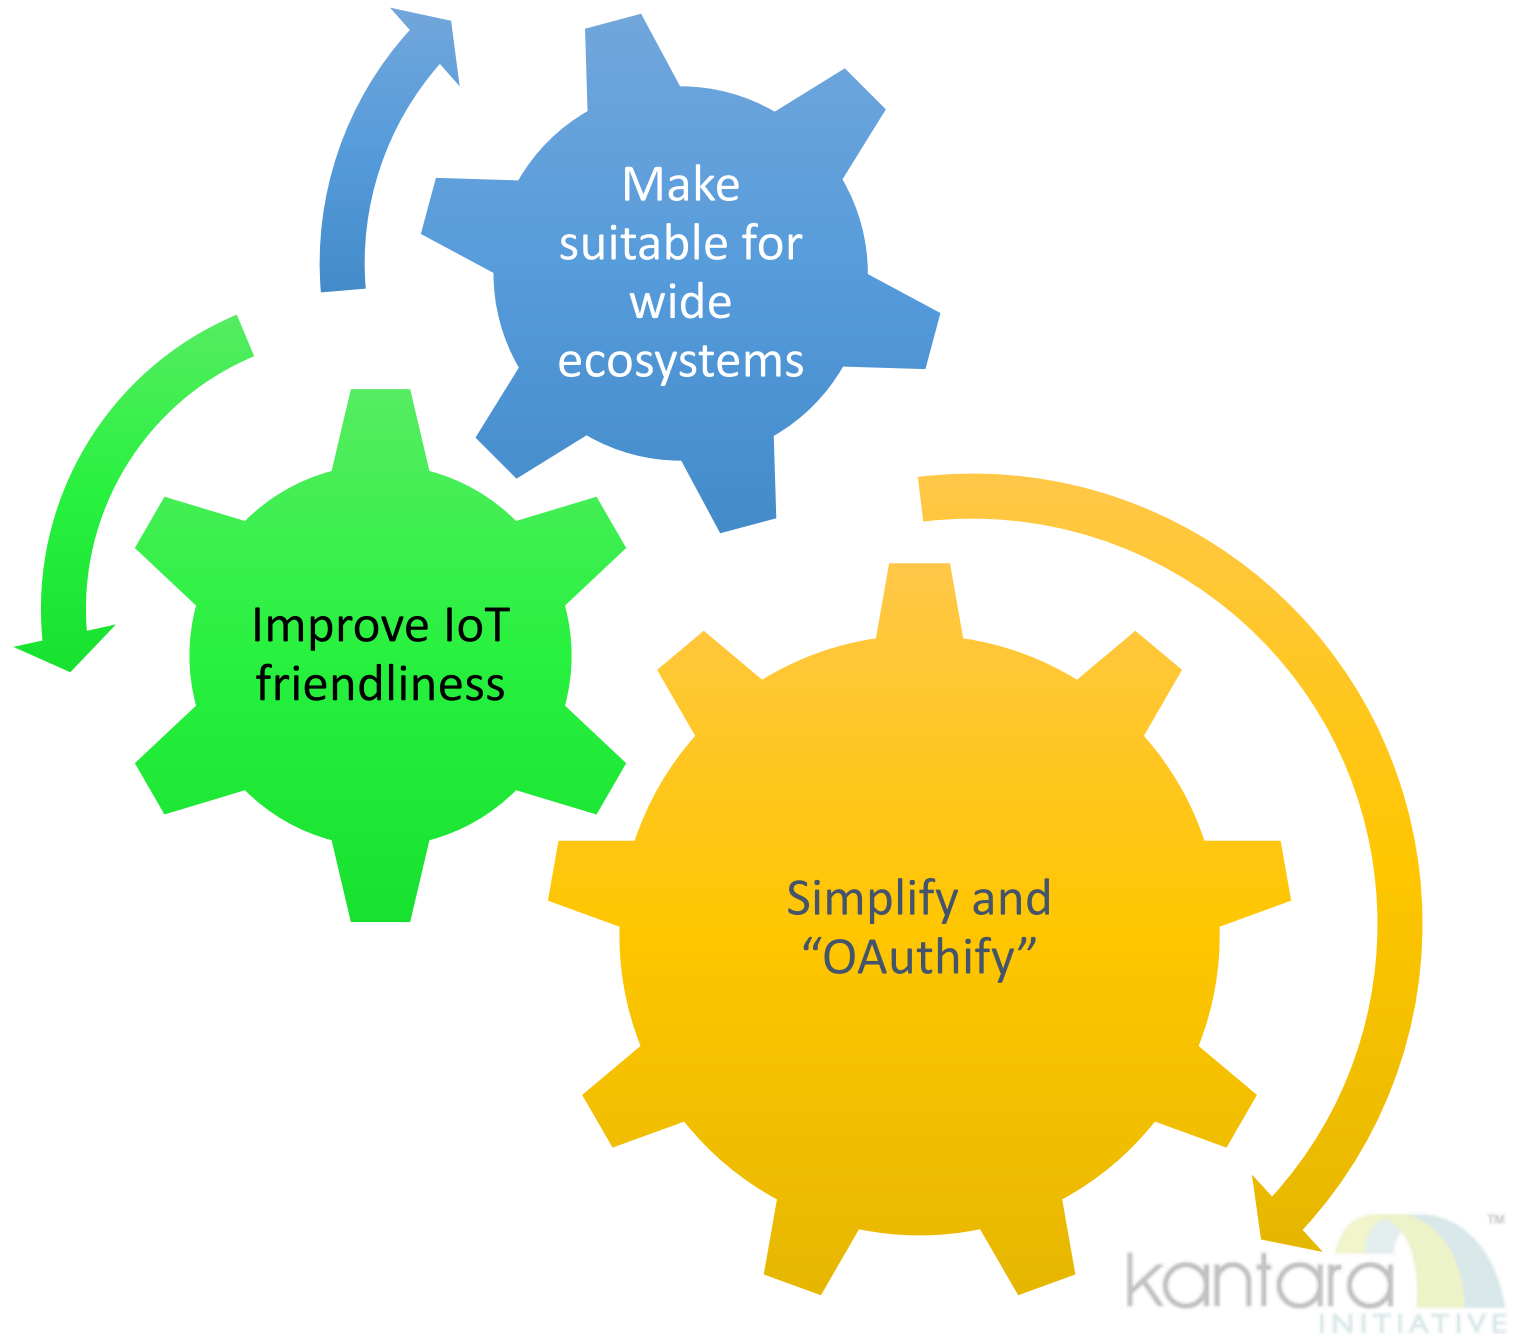 Make
suitable for
wide
ecosystems
Improve IoT
friendliness
Simplify and
“OAuthify”
kantara
INITIATIVE
TM